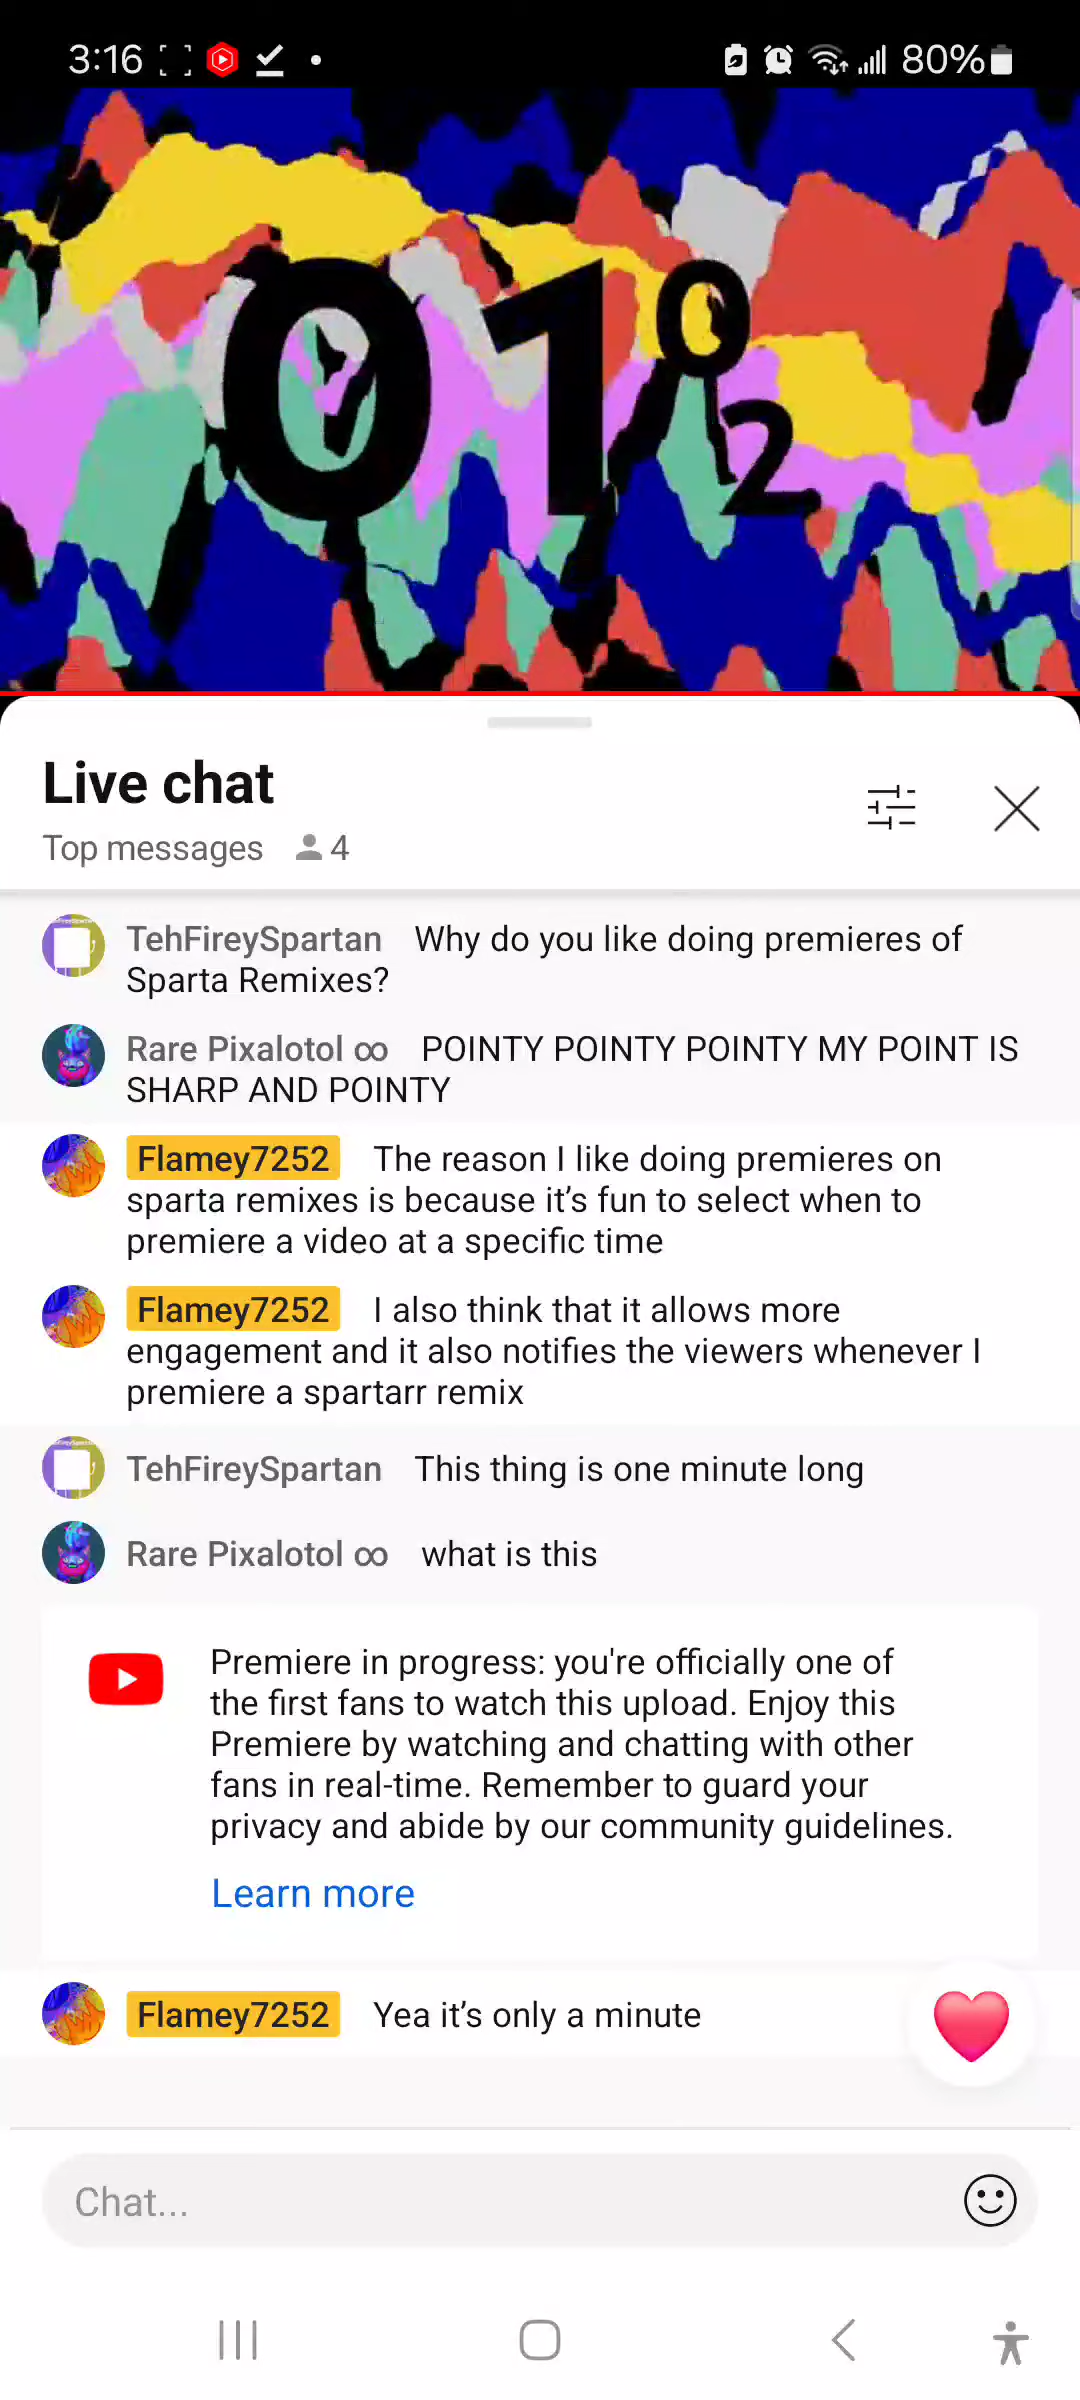 3:16
80%
01 0
2
Live chat
Top messages 4
TehFireySpartan Why do you like doing premieres of
Sparta Remixes?
Rare Pixalotol ∞ POINTY POINTY POINTY MY POINT IS
SHARP AND POINTY
Flamey7252 The reason I like doing premieres on
sparta remixes is because it’s fun to select when to
premiere a video at a specific time
Flamey7252 I also think that it allows more
engagement and it also notifies the viewers whenever I
premiere a spartarr remix
TehFireySpartan This thing is one minute long
Rare Pixalotol ∞ what is this
Premiere in progress: you're officially one of
the first fans to watch this upload. Enjoy this
Premiere by watching and chatting with other
fans in real-time. Remember to guard your
privacy and abide by our community guidelines.
Learn more
Flamey7252 Yea it’s only a minute
Chat...